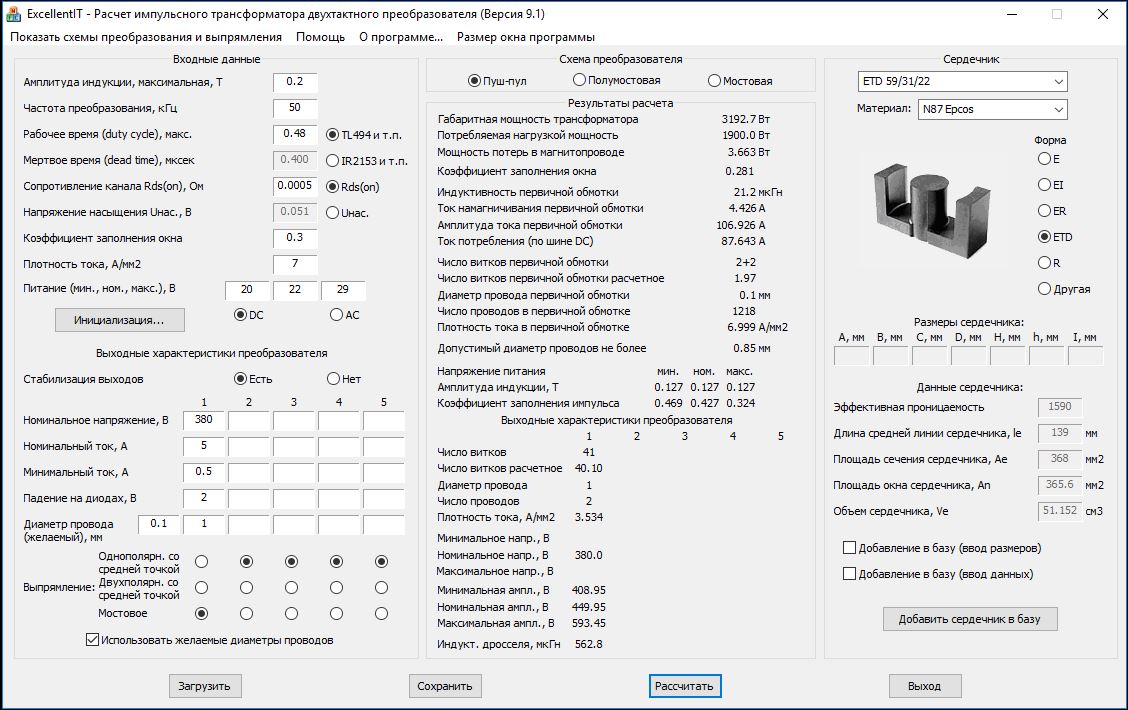 ExcellentIT - Расчет импульсного трансформатора двухтактного преобразователя (Версия 9.1)
Показать схемы преобразования и выпрямления Помощь О программе... Размер окна программы
Входные данные
Амплитуда индукции, максимальная, Т 0.2
Частота преобразования, кГц 50
Рабочее время (duty cycle), макс. 0.48 TL494 и т.п.
Мертвое время (dead time), мксек 0.400 IR2153 и т.п.
Сопротивление канала Rds(on), Ом 0.0005 Rds(on)
Напряжение насыщения Uнас., В 0.051 Uнас.
Коэффициент заполнения окна 0.3
Плотность тока, А/мм2 7
Питание (мин., ном., макс.), В 20 22 29
Инициализация... DC AC
Выходные характеристики преобразователя
Стабилизация выходов Есть Нет
1 2 3 4 5
Номинальное напряжение, В 380
Номинальный ток, А 5
Минимальный ток, А 0.5
Падение на диодах, В 2
Диаметр провода (желаемый), мм 0.1 1
Выпрямление:
Однополярн. со средней точкой
Двухполярн. со средней точкой
Мостовое
Использовать желаемые диаметры проводов
Схема преобразователя
Пуш-пул Полумостовая Мостовая
Результаты расчета
Габаритная мощность трансформатора 3192.7 Вт
Потребляемая нагрузкой мощность 1900.0 Вт
Мощность потерь в магнитопроводе 3.663 Вт
Коэффициент заполнения окна 0.281
Индуктивность первичной обмотки 21.2 мкГн
Ток намагничивания первичной обмотки 4.426 А
Амплитуда тока первичной обмотки 106.926 А
Ток потребления (по шине DC) 87.643 А
Число витков первичной обмотки 2+2
Число витков первичной обмотки расчетное 1.97
Диаметр провода первичной обмотки 0.1 мм
Число проводов в первичной обмотке 1218
Плотность тока в первичной обмотке 6.999 А/мм2
Допустимый диаметр проводов не более 0.85 мм
Напряжение питания мин. ном. макс.
Амплитуда индукции, Т 0.127 0.127 0.127
Коэффициент заполнения импульса 0.469 0.427 0.324
Выходные характеристики преобразователя
1 2 3 4 5
Число витков 41
Число витков расчетное 40.10
Диаметр провода 1
Число проводов 2
Плотность тока, А/мм2 3.534
Минимальное напр., В
Номинальное напр., В 380.0
Максимальное напр., В
Минимальная ампл., В 408.95
Номинальная ампл., В 449.95
Максимальная ампл., В 593.45
Индукт. дросселя, мкГн 562.8
Сердечник
ETD 59/31/22
Материал: N87 Epcos
Форма
E
EI
ER
ETD
R
Другая
Размеры сердечника:
A, мм B, мм C, мм D, мм H, мм h, мм I, мм
Данные сердечника:
Эффективная проницаемость 1590
Длина средней линии сердечника, le 139 мм
Площадь сечения сердечника, Ae 368 мм2
Площадь окна сердечника, An 365.6 мм2
Объем сердечника, Ve 51.152 см3
Добавление в базу (ввод размеров)
Добавление в базу (ввод данных)
Добавить сердечник в базу
Загрузить Сохранить Рассчитать Выход